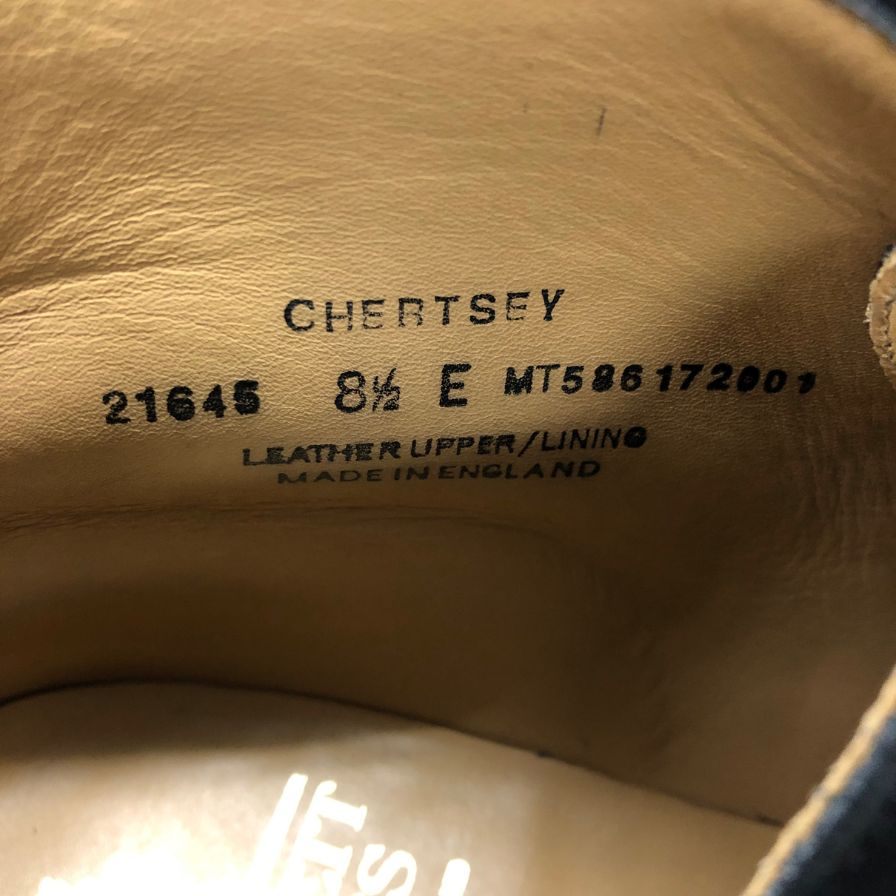 CHERTSEY
21645 8½ E MT586172001
LEATHER UPPER/LINING
MADE IN ENGLAND